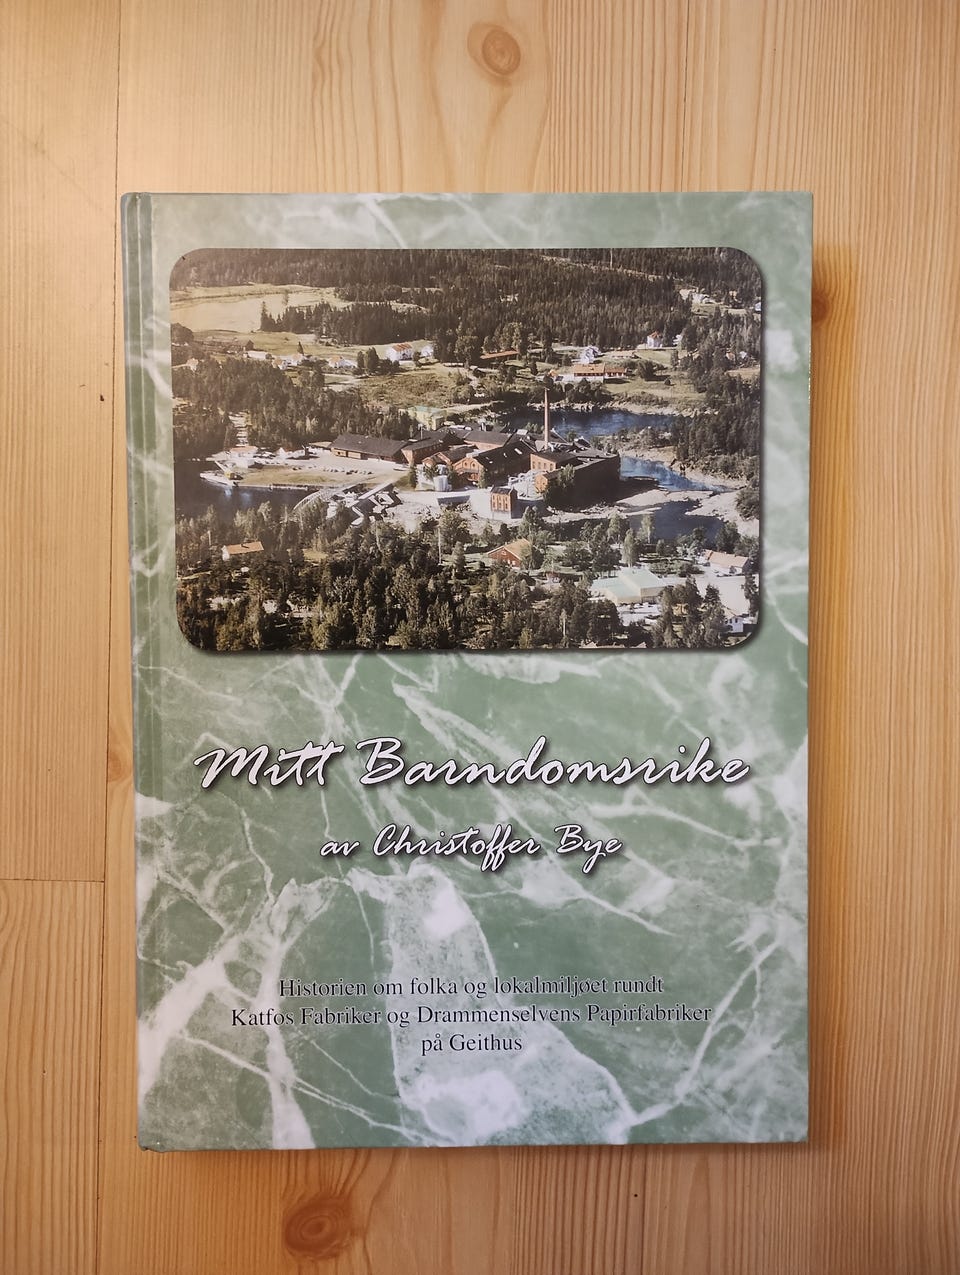 Mitt Barndomsrike
av Christoffer Bye
Historien om folka og lokalmiljøet rundt
Katfos Fabriker og Drammenselvens Papirfabriker
på Geithus